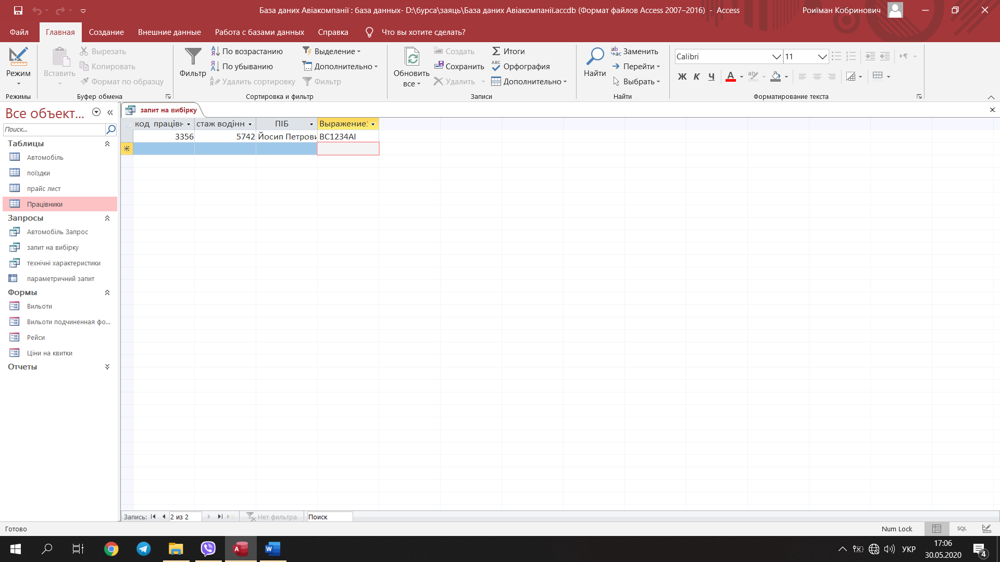 База даних Авіакомпанії : база данных- D:\бурса\заяць\База даних Авіакомпанії.accdb (Формат файлов Access 2007–2016) - Access
Роиїман Кобринович
Файл Главная Создание Внешние данные Работа с базами данных Справка Что вы хотите сделать?
Режим
Режимы
Вставить
Вырезать
Копировать
Формат по образцу
Буфер обмена
Фильтр
По возрастанию
По убыванию
Удалить сортировку
Выделение
Дополнительно
Фильтр
Сортировка и фильтр
Обновить
все
Создать
Сохранить
Удалить
Итоги
Орфография
Дополнительно
Записи
Найти
Заменить
Перейти
Выбрать
Найти
Calibri 11
Ж К Ч
Форматирование текста
Все объект...
Поиск...
Таблицы
Автомобіль
поїздки
прайс лист
Працівники
Запросы
Автомобіль Запрос
запит на вибірку
технічні характеристики
параметричний запит
Формы
Вильоти
Вильоти подчиненная фо...
Рейси
Ціни на квитки
Отчеты
запит на вибірку
код працівн стаж водінн ПІБ Выражение
3356 5742 Йосип Петрови ВС1234АІ
Запись: 2 из 2 Нет фильтра Поиск
Готово
Num Lock
SQL
УКР
17:06
30.05.2020
4